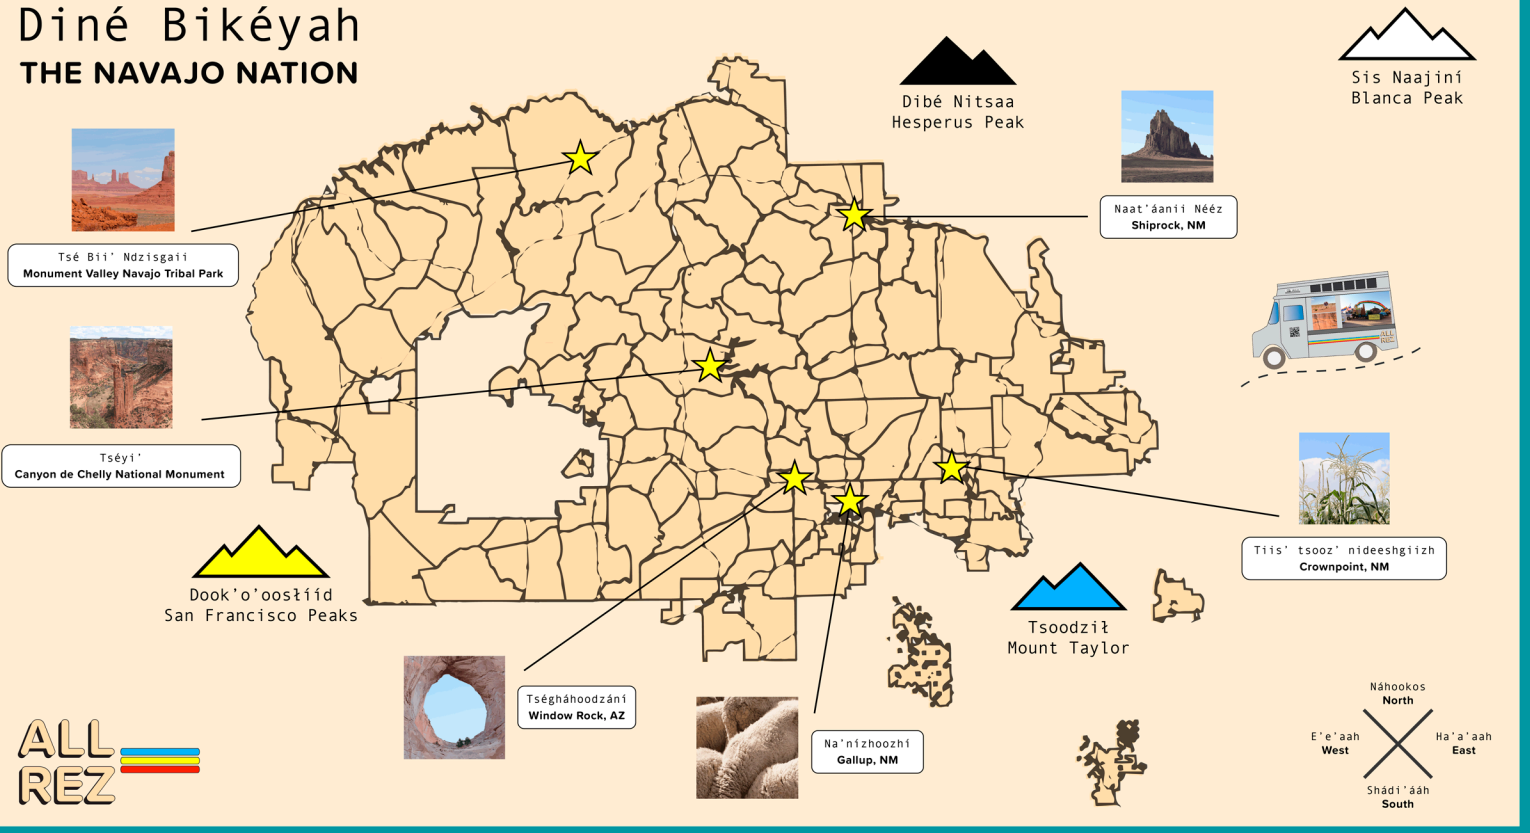 Diné Bikéyah
THE NAVAJO NATION
Dibé Nitsaa
Hesperus Peak
Sis Naajiní
Blanca Peak
Naat'áanii Nééz
Shiprock, NM
Tsé Bii' Ndzisgaii
Monument Valley Navajo Tribal Park
ALL
REZ
Tséyi'
Canyon de Chelly National Monument
Tiis' tsooz' nideeshgiizh
Crownpoint, NM
Dook'o'oosłííd
San Francisco Peaks
Tsoodził
Mount Taylor
Tségháhoodzání
Window Rock, AZ
Na'nízhoozhí
Gallup, NM
ALL
REZ
Náhookos
North
E'e'aah
West
Ha'a'aah
East
Shádi'ááh
South